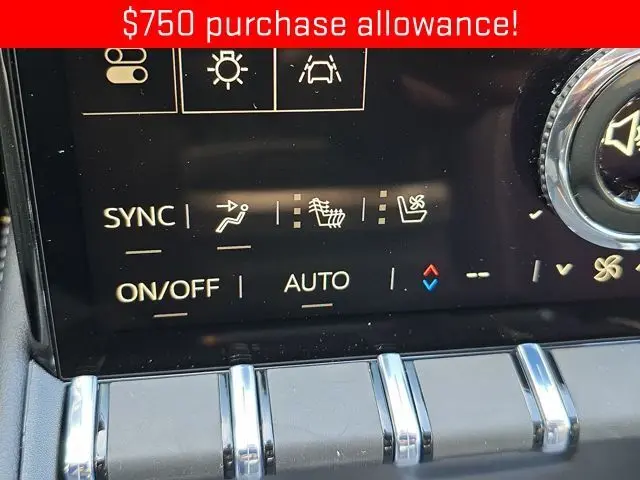 $750 purchase allowance!
SYNC
ON/OFF AUTO --